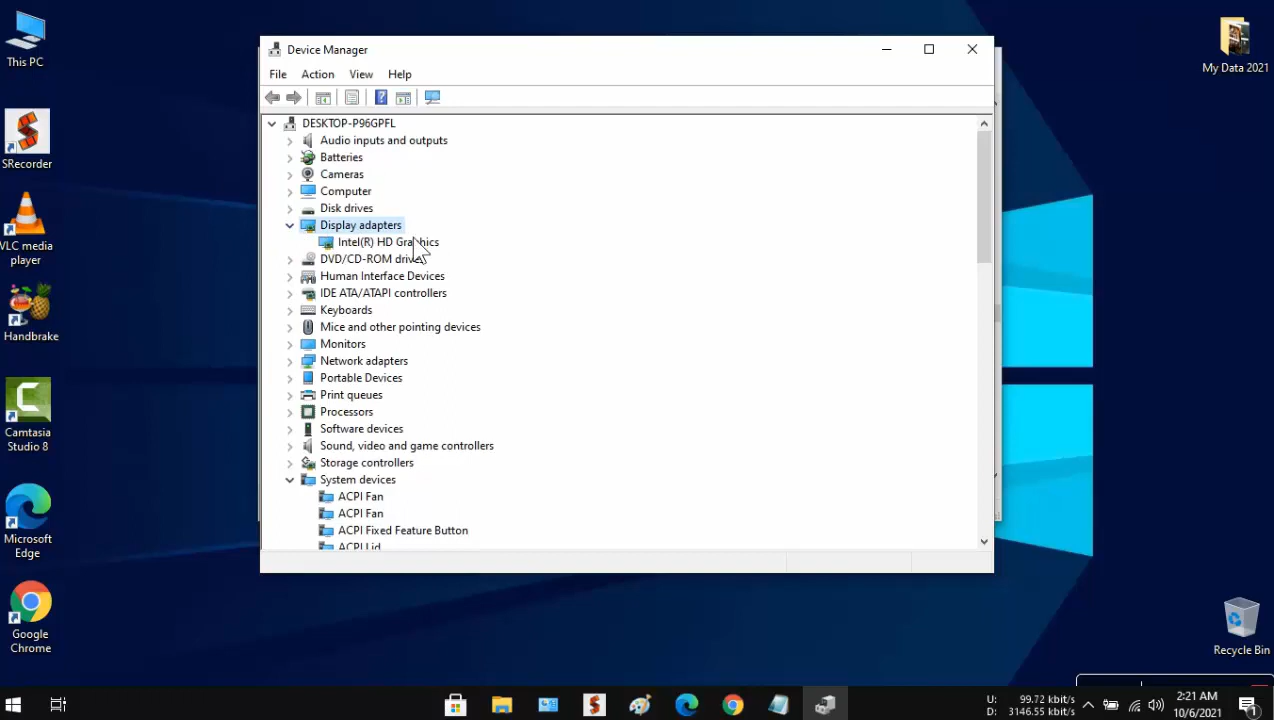 This PC
SRecorder
VLC media
player
Handbrake
Camtasia
Studio 8
Microsoft
Edge
Google
Chrome
Device Manager
File Action View Help
DESKTOP-P96GPFL
Audio inputs and outputs
Batteries
Cameras
Computer
Disk drives
Display adapters
Intel(R) HD Graphics
DVD/CD-ROM drives
Human Interface Devices
IDE ATA/ATAPI controllers
Keyboards
Mice and other pointing devices
Monitors
Network adapters
Portable Devices
Print queues
Processors
Software devices
Sound, video and game controllers
Storage controllers
System devices
ACPI Fan
ACPI Fan
ACPI Fixed Feature Button
ACPI Lid
My Data 2021
Recycle Bin
U: 99.72 kbit/s
D: 3146.55 kbit/s
2:21 AM
10/6/2021
1